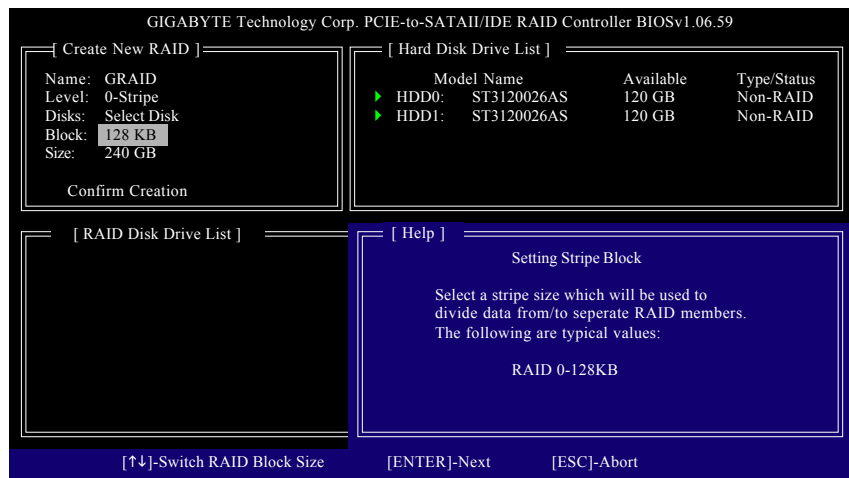 GIGABYTE Technology Corp. PCIE-to-SATAII/IDE RAID Controller BIOSv1.06.59
[ Create New RAID ]
Name: GRAID
Level: 0-Stripe
Disks: Select Disk
Block: 128 KB
Size: 240 GB
Confirm Creation
[ Hard Disk Drive List ]
Model Name Available Type/Status
HDD0: ST3120026AS 120 GB Non-RAID
HDD1: ST3120026AS 120 GB Non-RAID
[ RAID Disk Drive List ]
[ Help ]
Setting Stripe Block
Select a stripe size which will be used to
divide data from/to seperate RAID members.
The following are typical values:
RAID 0-128KB
[↑↓]-Switch RAID Block Size [ENTER]-Next [ESC]-Abort